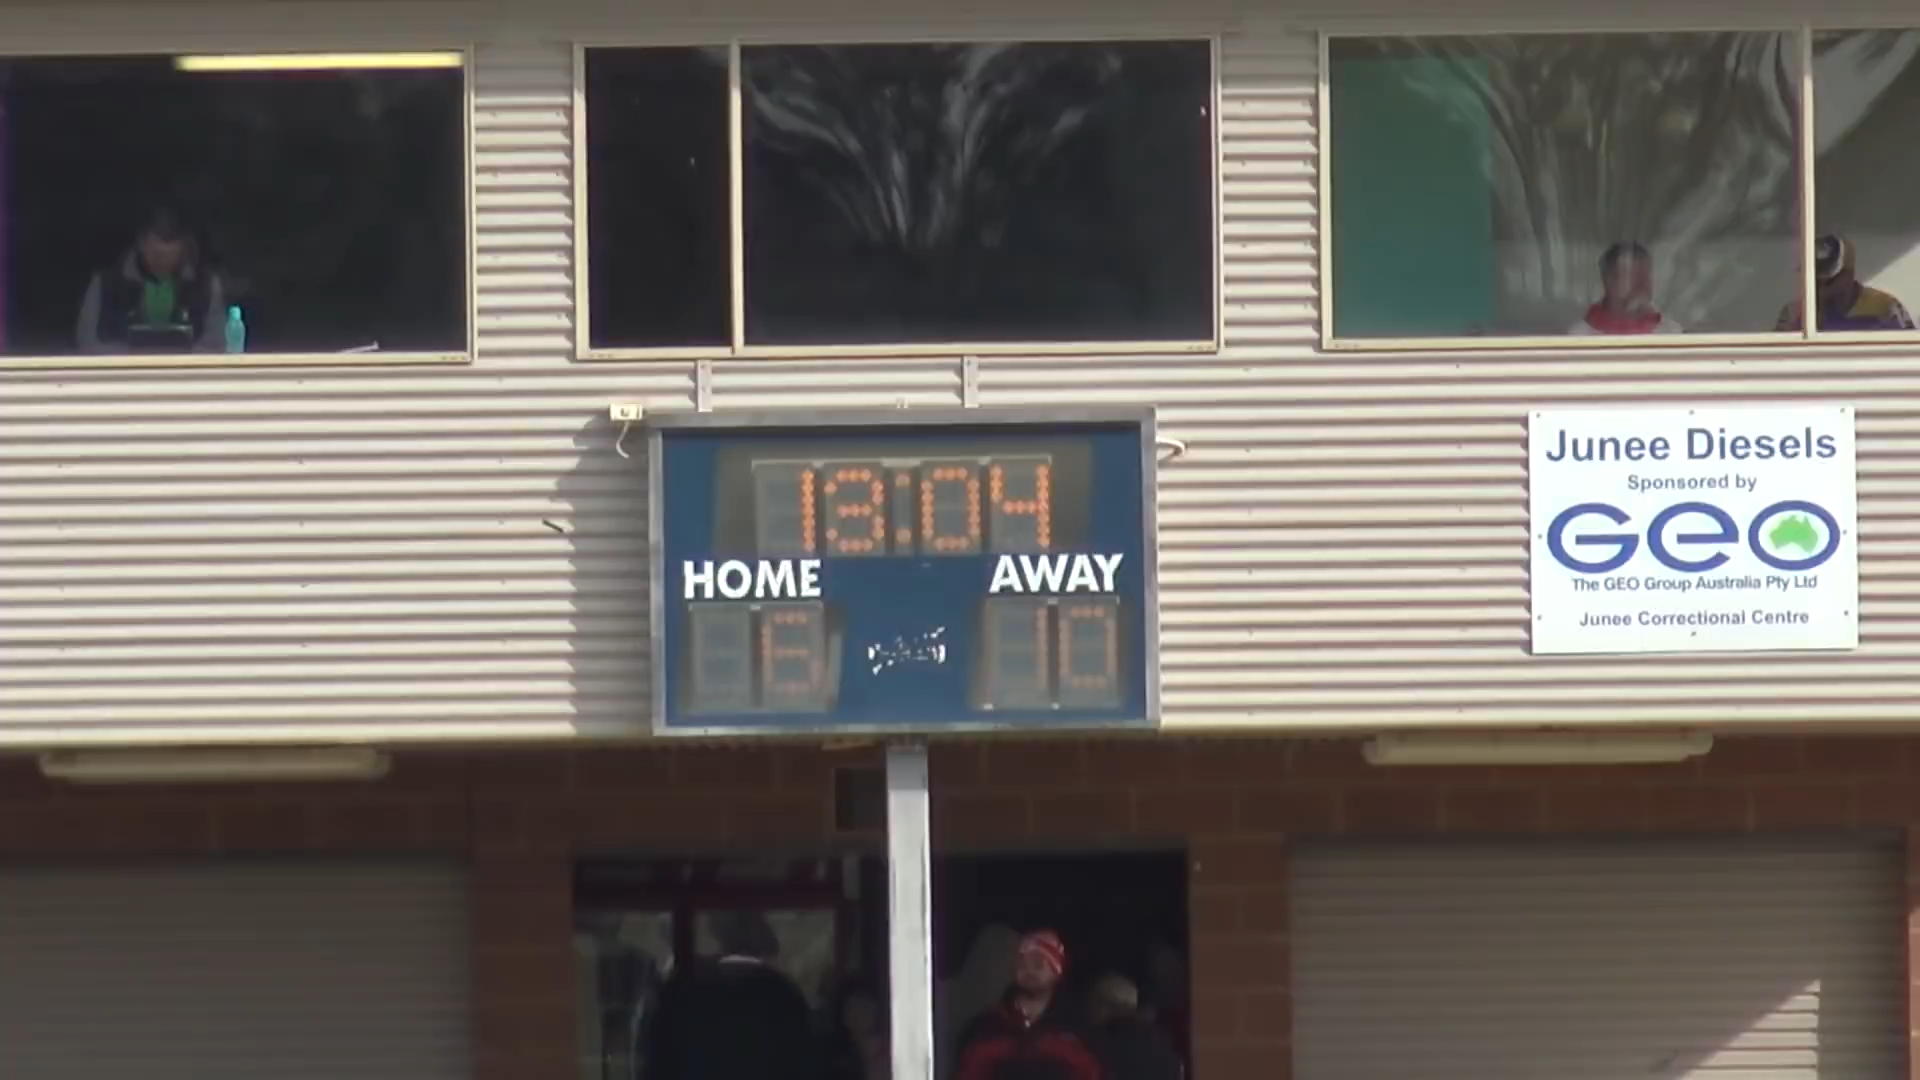 13:04
HOME AWAY
6 10
Junee Diesels
Sponsored by
GEO
The GEO Group Australia Pty Ltd
Junee Correctional Centre